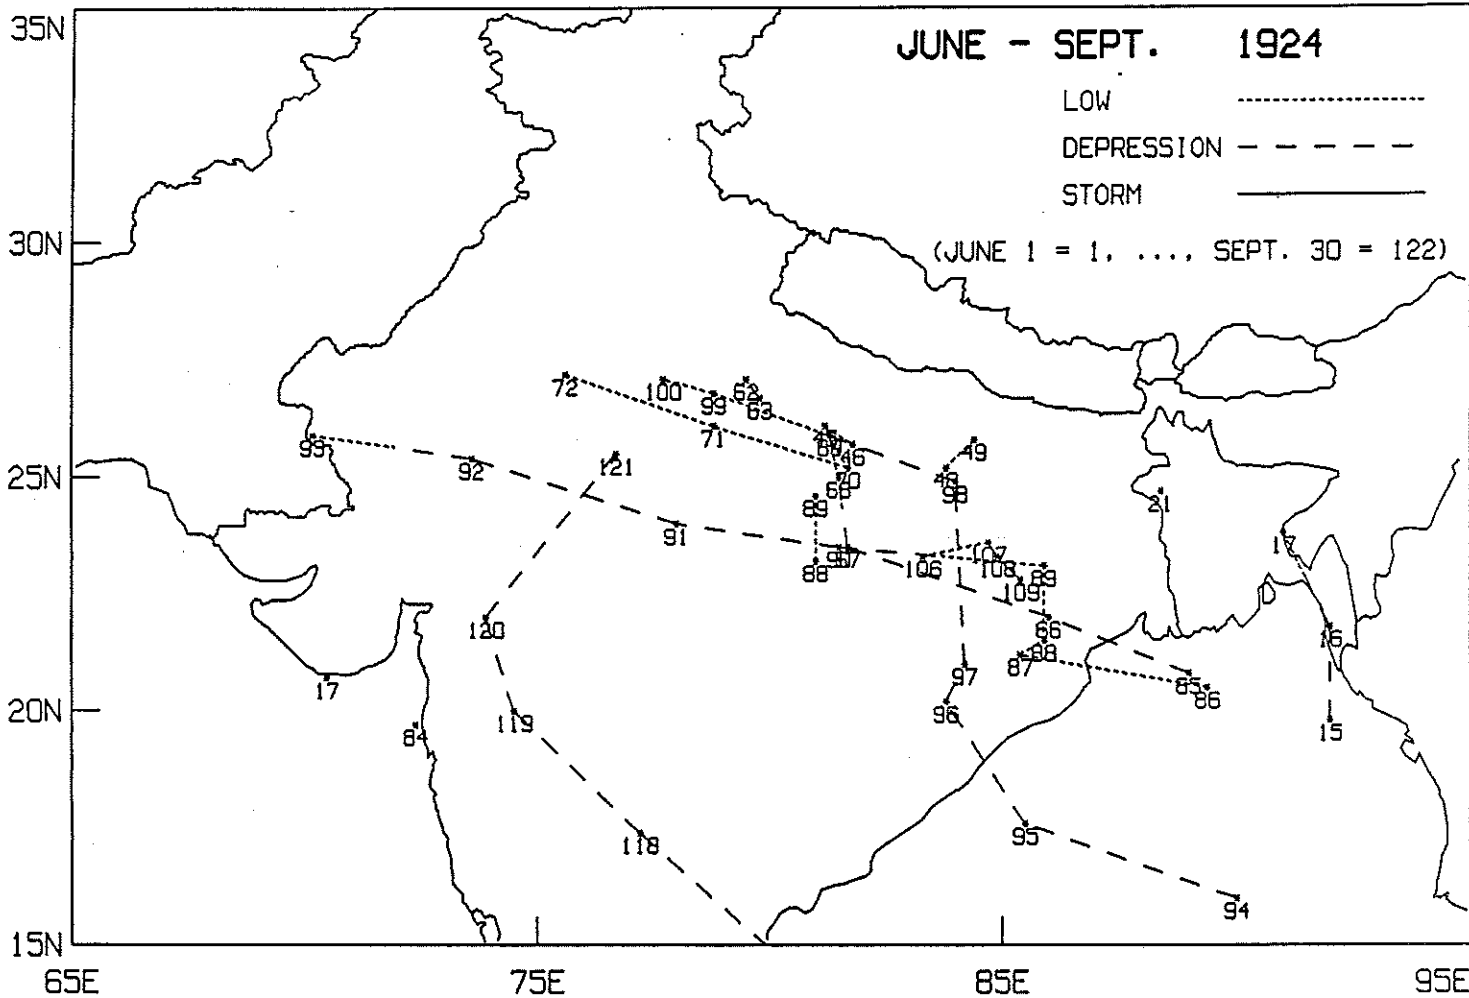 35N
JUNE - SEPT. 1924
LOW
DEPRESSION
STORM
30N
(JUNE 1 = 1, ..., SEPT. 30 = 122)
72 100 99 62 63
71 46 49
93 92 121 70 98
25N
89 21
91 88 106 107 108 89 17
109
120 66 16
87 88
17 97 85 86
20N
119 96 15
84
118 95
94
15N
65E 75E 85E 95E